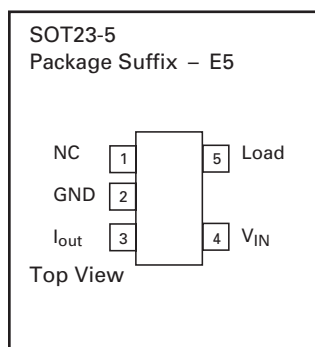 SOT23-5
Package Suffix – E5
NC 1 5 Load
GND 2
Iout 3 4 VIN
Top View